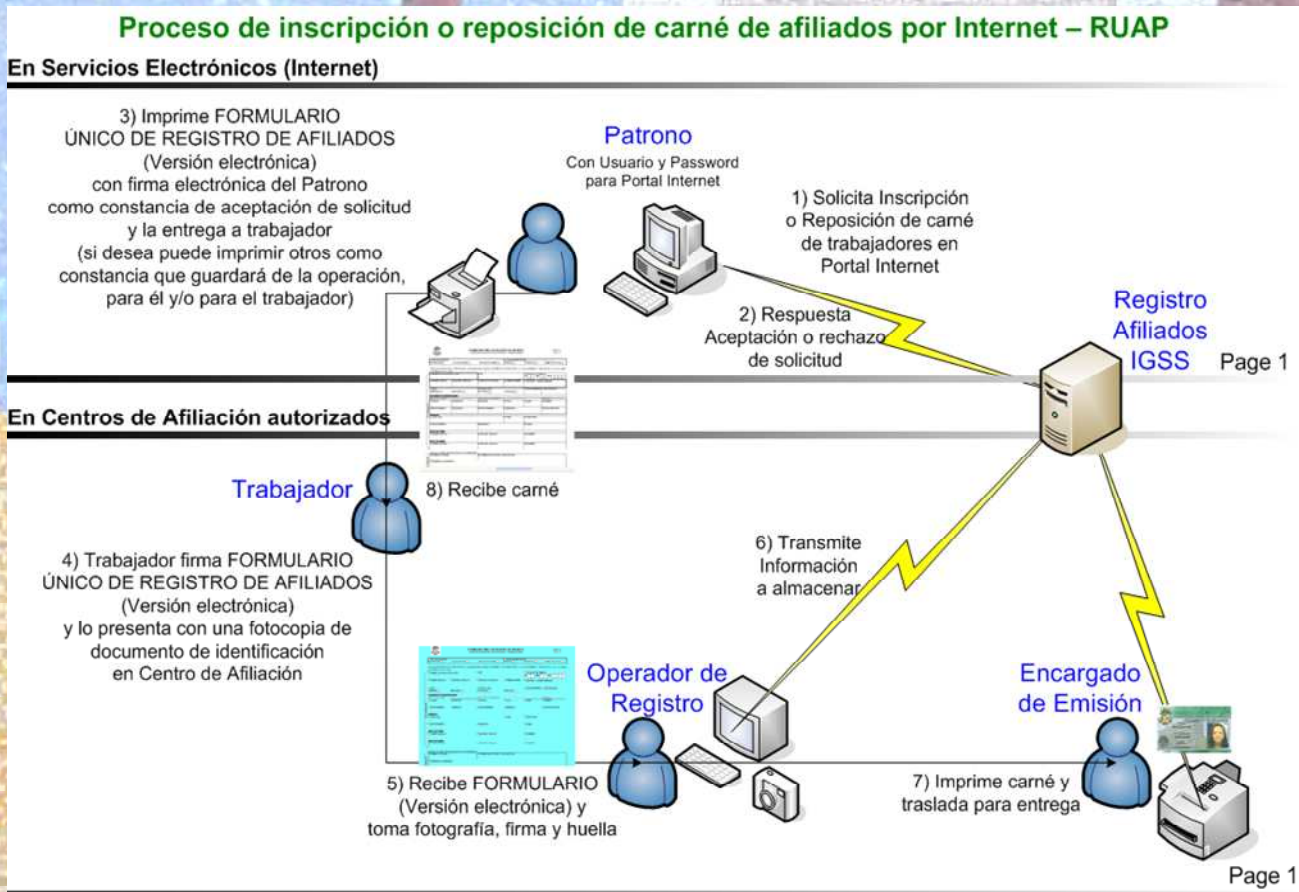 Proceso de inscripción o reposición de carné de afiliados por Internet – RUAP
En Servicios Electrónicos (Internet)
3) Imprime FORMULARIO
ÚNICO DE REGISTRO DE AFILIADOS
(Versión electrónica)
con firma electrónica del Patrono
como constancia de aceptación de solicitud
y la entrega a trabajador
(si desea puede imprimir otros como
constancia que guardará de la operación,
para él y/o para el trabajador)
Patrono
Con Usuario y Password
para Portal Internet
1) Solicita Inscripción
o Reposición de carné
de trabajadores en
Portal Internet
2) Respuesta
Aceptación o rechazo
de solicitud
Registro
Afiliados
IGSS
Page 1
En Centros de Afiliación autorizados
Trabajador
8) Recibe carné
4) Trabajador firma FORMULARIO
ÚNICO DE REGISTRO DE AFILIADOS
(Versión electrónica)
y lo presenta con una fotocopia de
documento de identificación
en Centro de Afiliación
6) Transmite
Información
a almacenar
Operador de
Registro
Encargado
de Emisión
5) Recibe FORMULARIO
(Versión electrónica) y
toma fotografía, firma y huella
7) Imprime carné y
traslada para entrega
Page 1